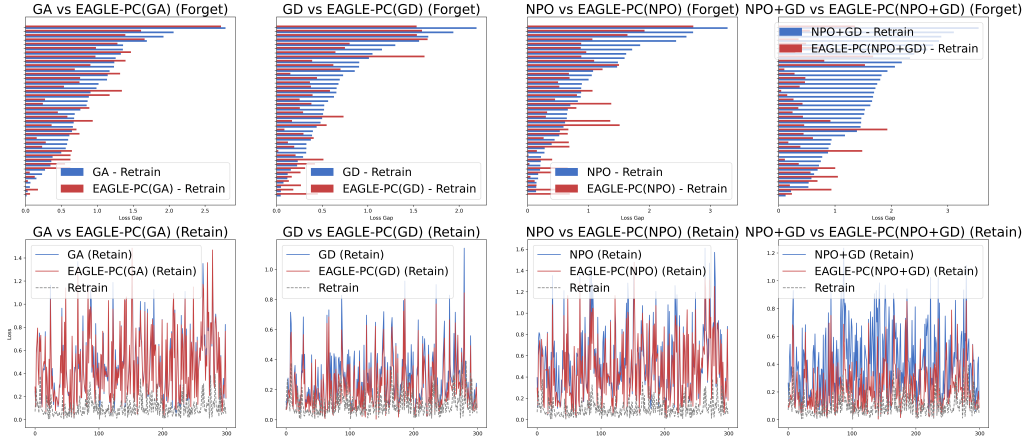 GA vs EAGLE-PC(GA) (Forget)
GA - Retrain
EAGLE-PC(GA) - Retrain
0.0 0.5 1.0 1.5 2.0 2.5
Loss Gap
GD vs EAGLE-PC(GD) (Forget)
GD - Retrain
EAGLE-PC(GD) - Retrain
0.0 0.5 1.0 1.5 2.0
Loss Gap
NPO vs EAGLE-PC(NPO) (Forget)
NPO - Retrain
EAGLE-PC(NPO) - Retrain
0 1 2 3
Loss Gap
NPO+GD vs EAGLE-PC(NPO+GD) (Forget)
NPO+GD - Retrain
EAGLE-PC(NPO+GD) - Retrain
0 1 2 3
Loss Gap
GA vs EAGLE-PC(GA) (Retain)
GA (Retain)
EAGLE-PC(GA) (Retain)
Retrain
Loss
1.4
1.2
1.0
0.8
0.6
0.4
0.2
0.0
0 100 200 300
GD vs EAGLE-PC(GD) (Retain)
GD (Retain)
EAGLE-PC(GD) (Retain)
Retrain
1.0
0.8
0.6
0.4
0.2
0.0
0 100 200 300
NPO vs EAGLE-PC(NPO) (Retain)
NPO (Retain)
EAGLE-PC(NPO) (Retain)
Retrain
1.6
1.4
1.2
1.0
0.8
0.6
0.4
0.2
0.0
0 100 200 300
NPO+GD vs EAGLE-PC(NPO+GD) (Retain)
NPO+GD (Retain)
EAGLE-PC(NPO+GD) (Retain)
Retrain
1.2
1.0
0.8
0.6
0.4
0.2
0.0
0 100 200 300